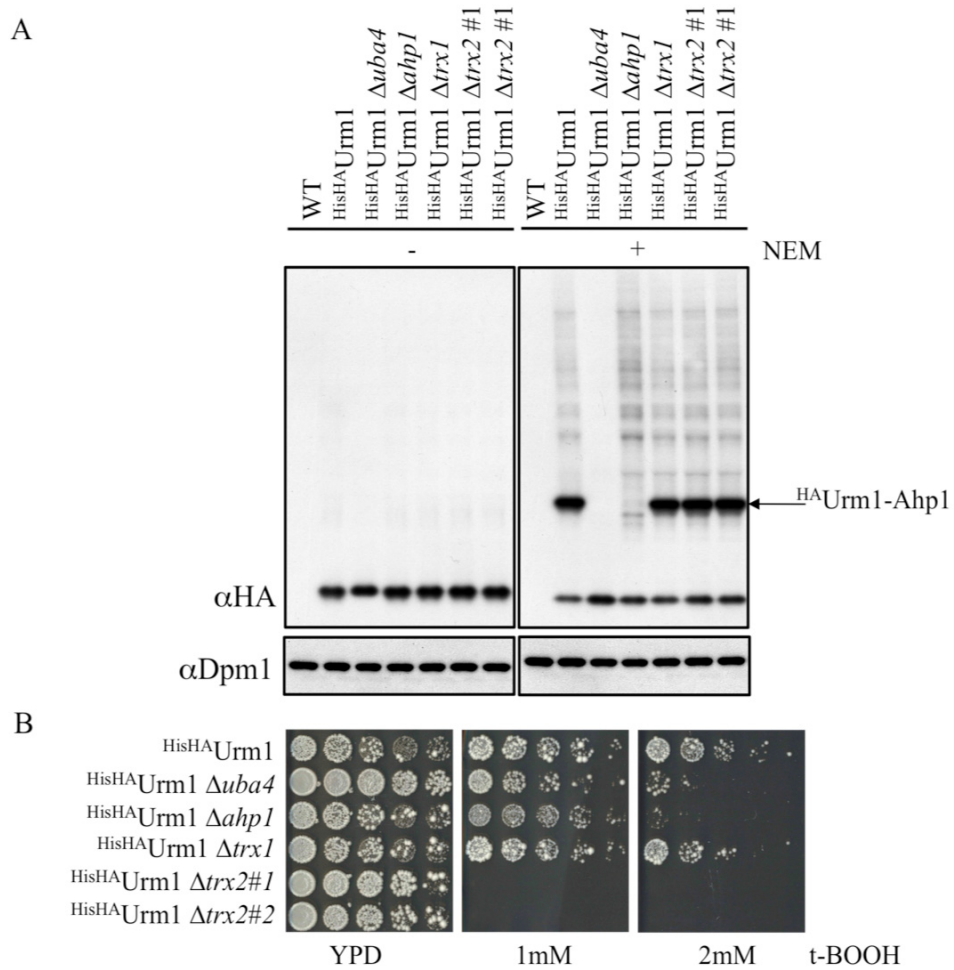 A
WT
HisHAUrm1
HisHAUrm1 Δuba4
HisHAUrm1 Δahp1
HisHAUrm1 Δtrx1
HisHAUrm1 Δtrx2 #1
HisHAUrm1 Δtrx2 #1
WT
HisHAUrm1
HisHAUrm1 Δuba4
HisHAUrm1 Δahp1
HisHAUrm1 Δtrx1
HisHAUrm1 Δtrx2 #1
HisHAUrm1 Δtrx2 #1
- + NEM
HAUrm1-Ahp1
αHA
αDpm1
B
HisHAUrm1
HisHAUrm1 Δuba4
HisHAUrm1 Δahp1
HisHAUrm1 Δtrx1
HisHAUrm1 Δtrx2#1
HisHAUrm1 Δtrx2#2
YPD 1mM 2mM t-BOOH